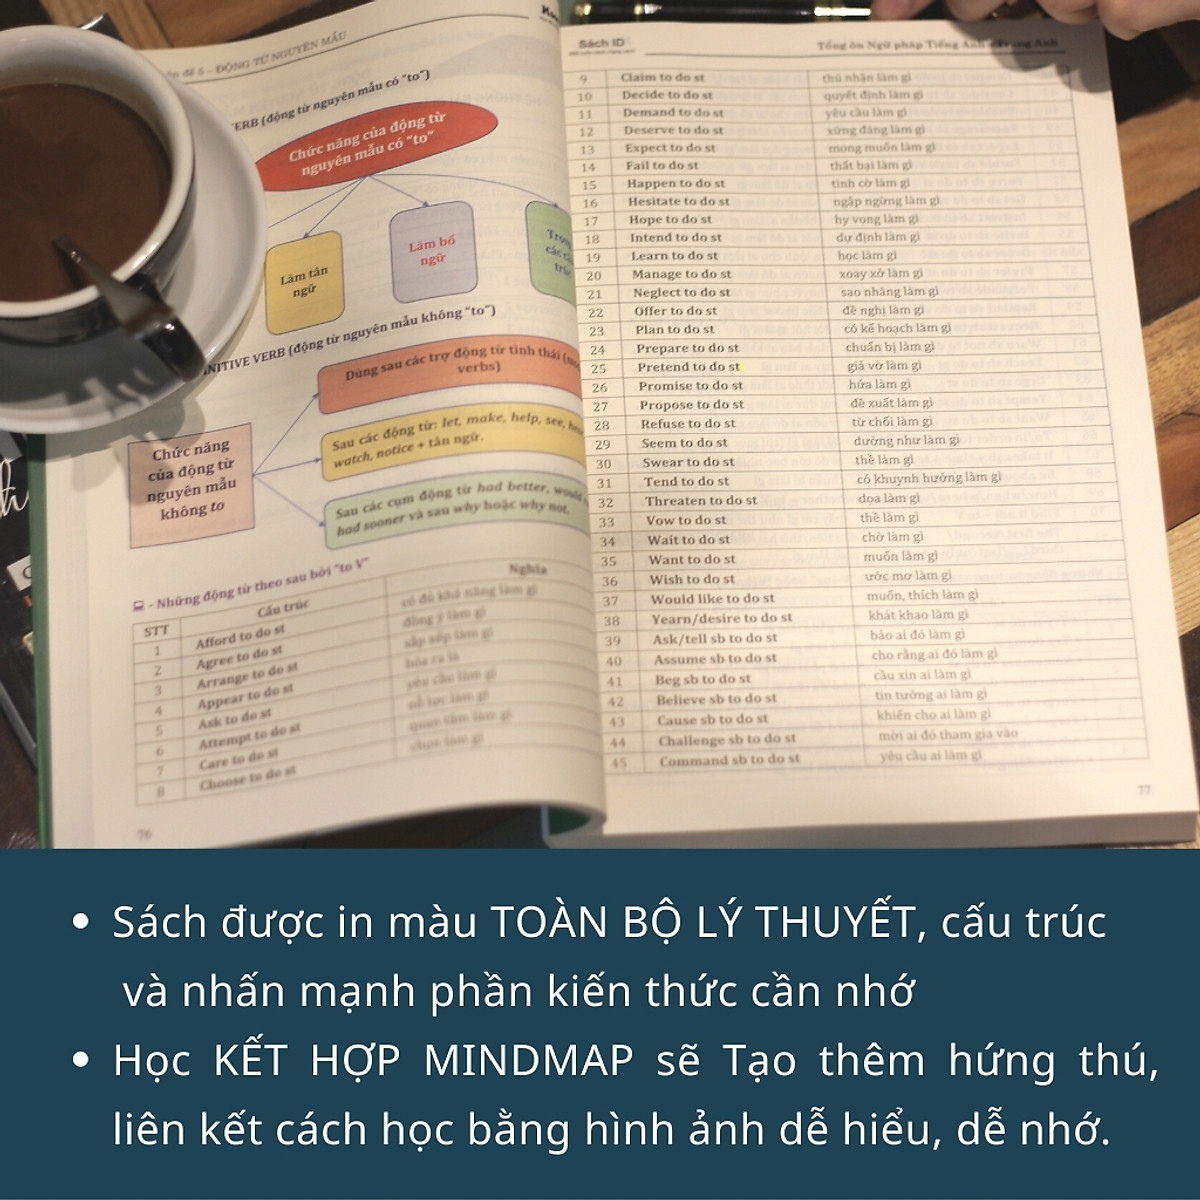 đề 5 – ĐỘNG TỪ NGUYÊN MẪU
VERB (động từ nguyên mẫu có "to")
Chức năng của động từ
nguyên mẫu có "to"
Làm tân
ngữ
Làm bổ
ngữ
INITIVE VERB (động từ nguyên mẫu không "to")
Chức năng
của động từ
nguyên mẫu
không to
Dùng sau các trợ động từ tình thái
verbs)
Sau các động từ: let, make, help, see,
watch, notice + tân ngữ.
Sau các cụm động từ had better, would
had sooner và sau why hoặc why not.
- Những động từ theo sau bởi "to V"
STT Cấu trúc Nghĩa
1 Afford to do st có đủ khả năng làm gì
2 Agree to do st đồng ý làm gì
3 Arrange to do st sắp xếp làm gì
4 Appear to do st hóa ra là
5 Ask to do st yêu cầu làm gì
6 Attempt to do st nỗ lực làm gì
7 Care to do st quan tâm làm gì
8 Choose to do st chọn làm gì
76
Sách ID
Tổng ôn Ngữ pháp Tiếng Anh - Trang Anh
9 Claim to do st thú nhận làm gì
10 Decide to do st quyết định làm gì
11 Demand to do st yêu cầu làm gì
12 Deserve to do st xứng đáng làm gì
13 Expect to do st mong muốn làm gì
14 Fail to do st thất bại làm gì
15 Happen to do st tình cờ làm gì
16 Hesitate to do st ngập ngừng làm gì
17 Hope to do st hy vọng làm gì
18 Intend to do st dự định làm gì
19 Learn to do st học làm gì
20 Manage to do st xoay xở làm gì
21 Neglect to do st sao nhãng làm gì
22 Offer to do st đề nghị làm gì
23 Plan to do st có kế hoạch làm gì
24 Prepare to do st chuẩn bị làm gì
25 Pretend to do st giả vờ làm gì
26 Promise to do st hứa làm gì
27 Propose to do st đề xuất làm gì
28 Refuse to do st từ chối làm gì
29 Seem to do st dường như làm gì
30 Swear to do st thề làm gì
31 Tend to do st có khuynh hướng làm gì
32 Threaten to do st dọa làm gì
33 Vow to do st thề làm gì
34 Wait to do st chờ làm gì
35 Want to do st muốn làm gì
36 Wish to do st ước mơ làm gì
37 Would like to do st muốn, thích làm gì
38 Yearn/desire to do st khát khao làm gì
39 Ask/tell sb to do st bảo ai đó làm gì
40 Assume sb to do st cho rằng ai đó làm gì
41 Beg sb to do st cầu xin ai làm gì
42 Believe sb to do st tin tưởng ai làm gì
43 Cause sb to do st khiến cho ai làm gì
44 Challenge sb to do st mời ai đó tham gia vào
45 Command sb to do st yêu cầu ai làm gì
77
• Sách được in màu TOÀN BỘ LÝ THUYẾT, cấu trúc
và nhấn mạnh phần kiến thức cần nhớ
• Học KẾT HỢP MINDMAP sẽ Tạo thêm hứng thú,
liên kết cách học bằng hình ảnh dễ hiểu, dễ nhớ.